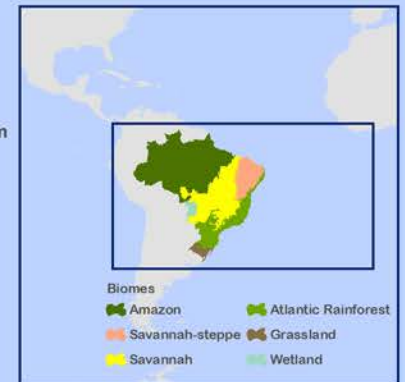 Biomes
Amazon
Atlantic Rainforest
Savannah-steppe
Grassland
Savannah
Wetland